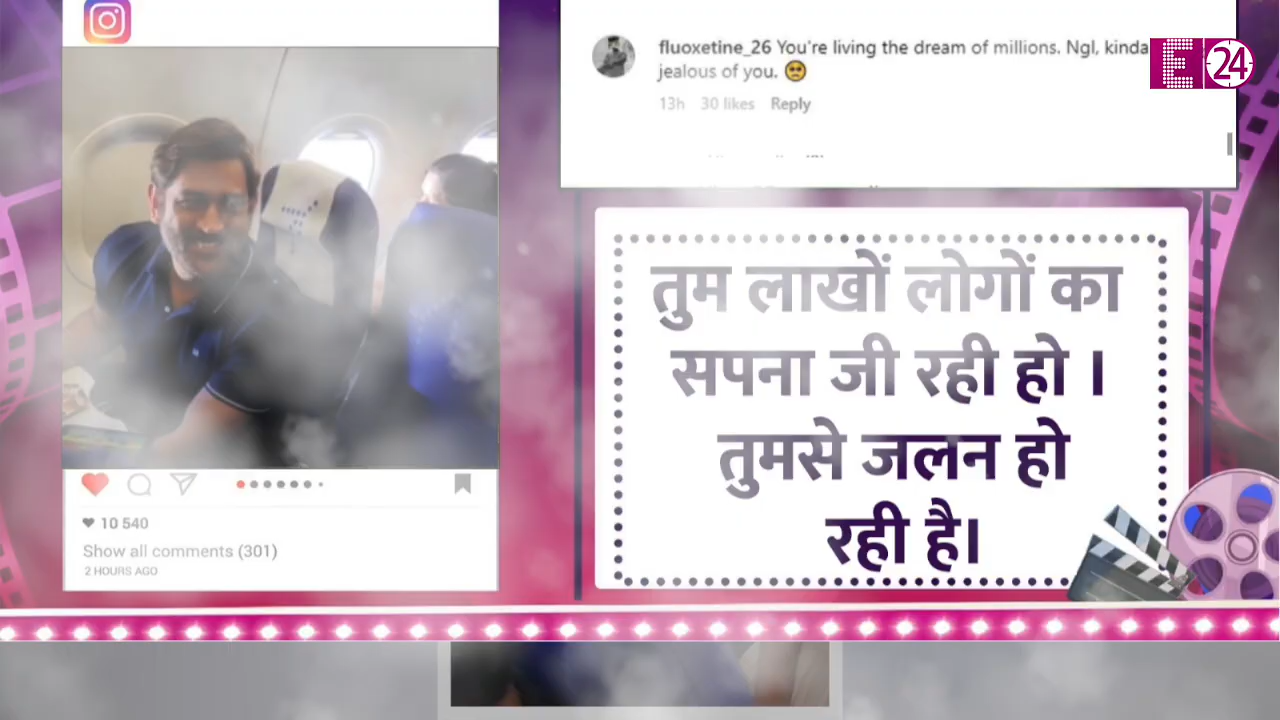 fluoxetine_26 You're living the dream of millions. Ngl, kinda
jealous of you. 🥺
13h 30 likes Reply
E24
तुम लाखों लोगों का
सपना जी रही हो ।
तुमसे जलन हो
रही है।
10 540
Show all comments (301)
2 HOURS AGO